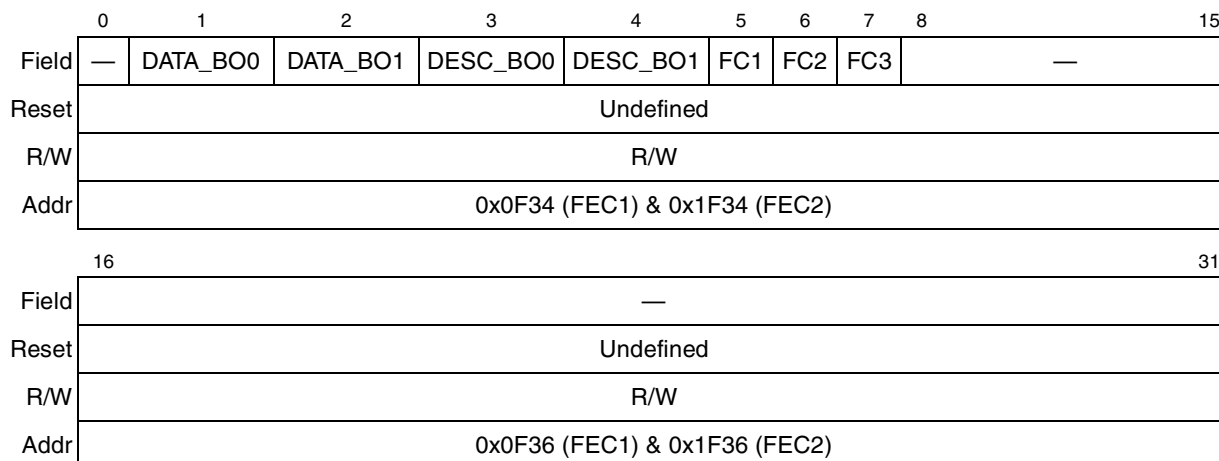 0 1 2 3 4 5 6 7 8 15
Field — DATA_BO0 DATA_BO1 DESC_BO0 DESC_BO1 FC1 FC2 FC3 —
Reset Undefined
R/W R/W
Addr 0x0F34 (FEC1) & 0x1F34 (FEC2)
16 31
Field —
Reset Undefined
R/W R/W
Addr 0x0F36 (FEC1) & 0x1F36 (FEC2)